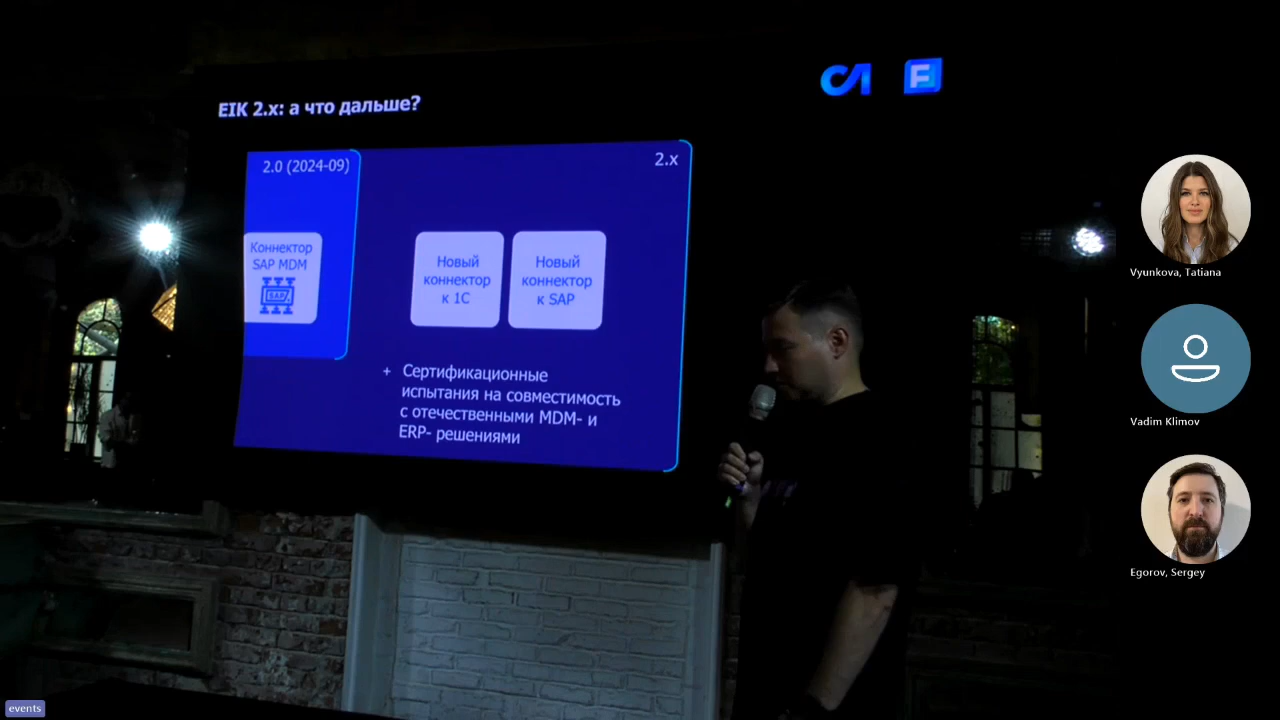 EIK 2.x: а что дальше?
2.0 (2024-09)
2.x
Коннектор
SAP MDM
SAP
Новый
коннектор
к 1С
Новый
коннектор
к SAP
+ Сертификационные
испытания на совместимость
с отечественными MDM- и
ERP- решениями
Vyunkova, Tatiana
Vadim Klimov
Egorov, Sergey
events